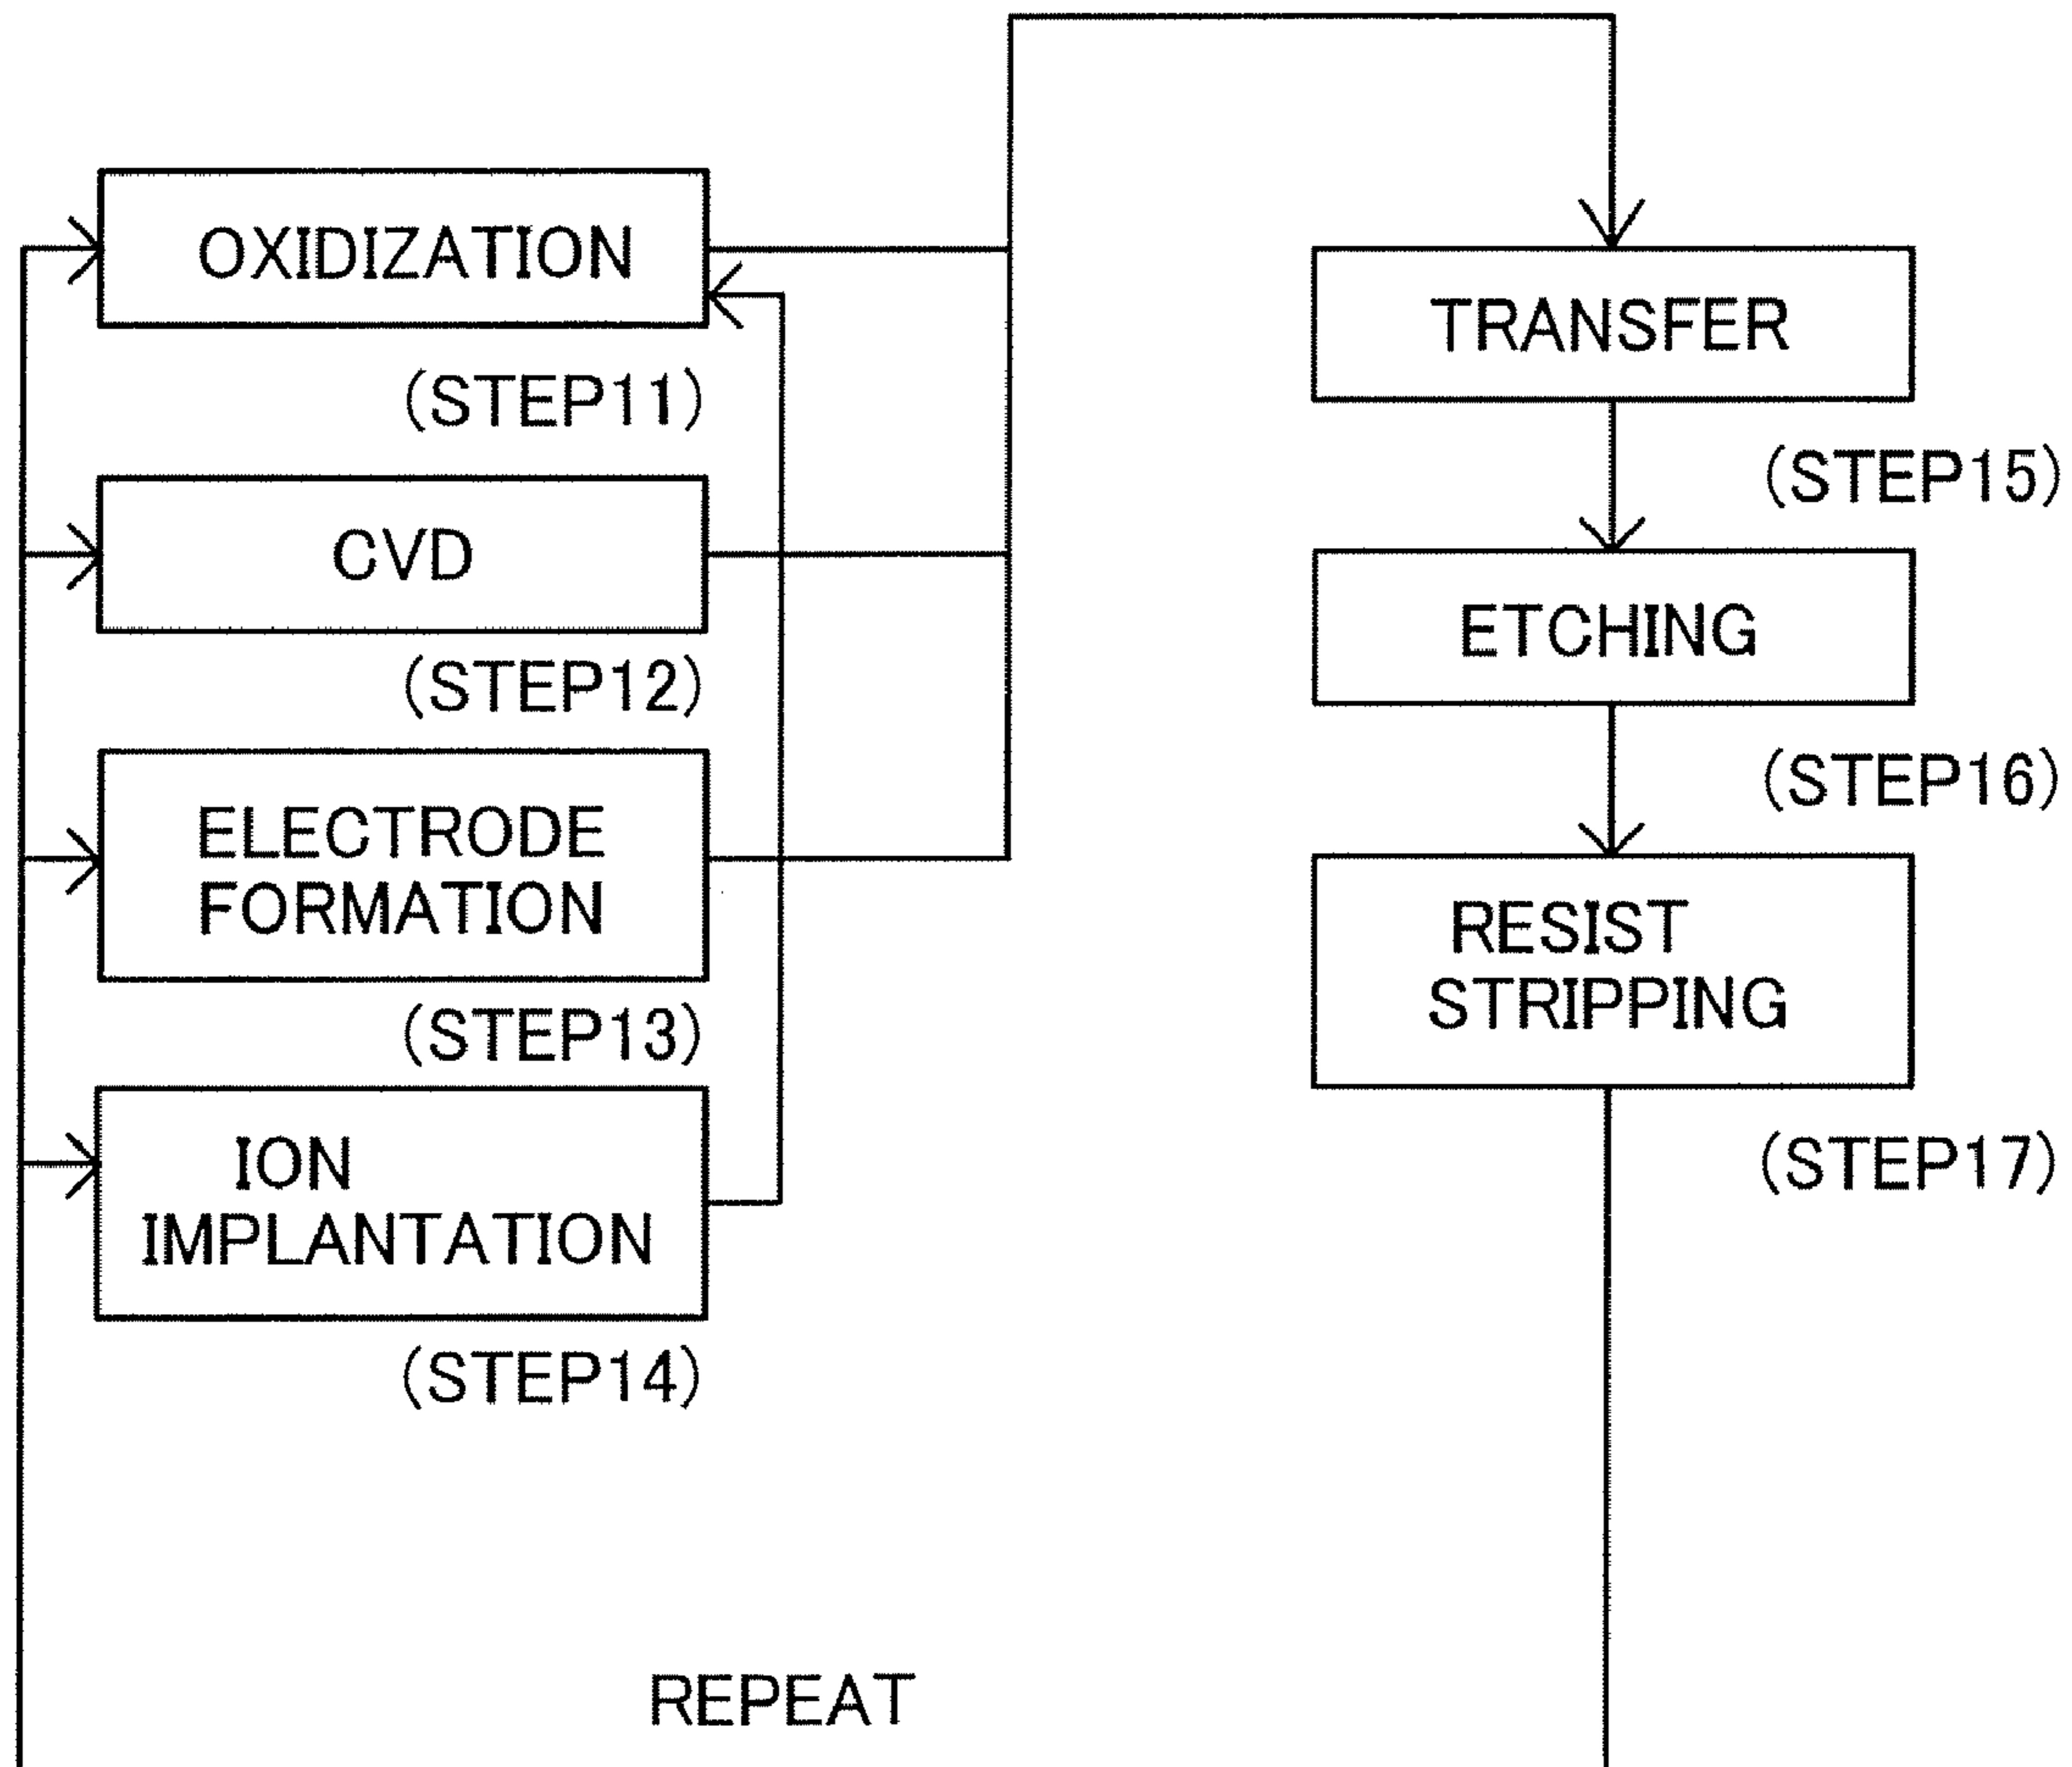 OXIDIZATION
(STEP11)
CVD
(STEP12)
ELECTRODE
FORMATION
(STEP13)
ION
IMPLANTATION
(STEP14)
TRANSFER
(STEP15)
ETCHING
(STEP16)
RESIST
STRIPPING
(STEP17)
REPEAT